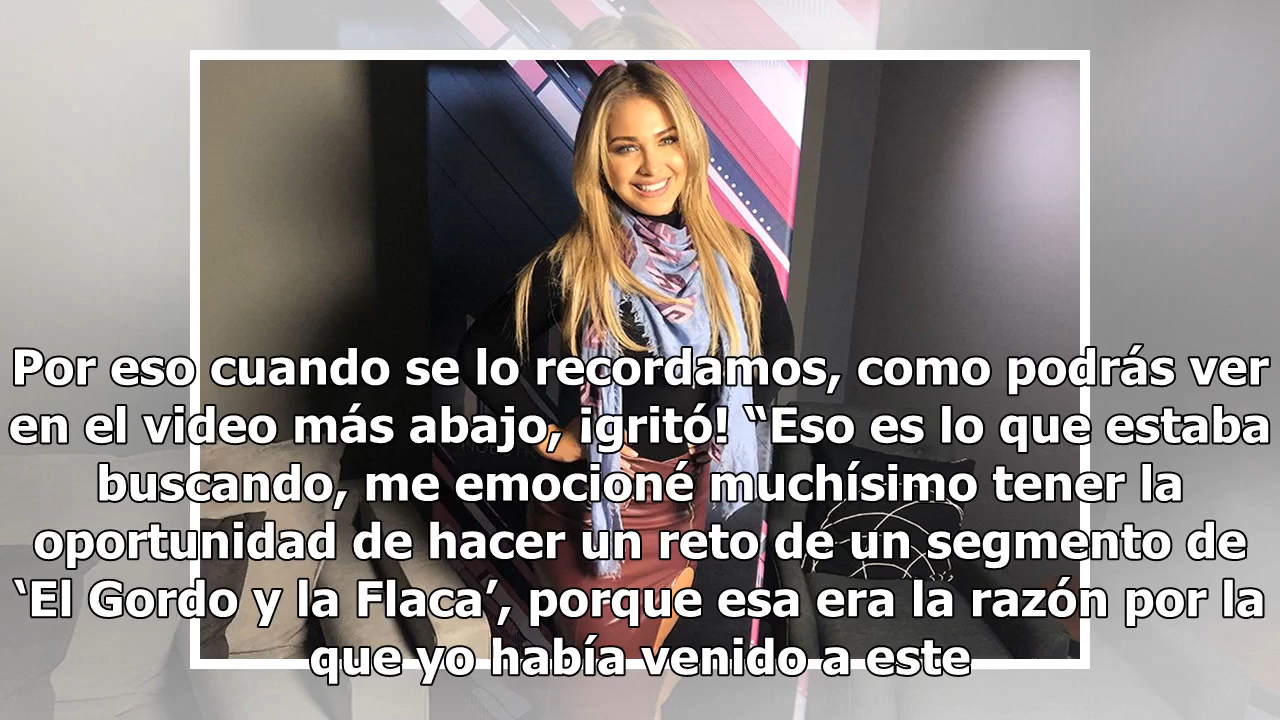 Por eso cuando se lo recordamos, como podrás ver
en el video más abajo, ¡gritó! “Eso es lo que estaba
buscando, me emocioné muchísimo tener la
oportunidad de hacer un reto de un segmento de
‘El Gordo y la Flaca’, porque esa era la razón por la
que yo había venido a este